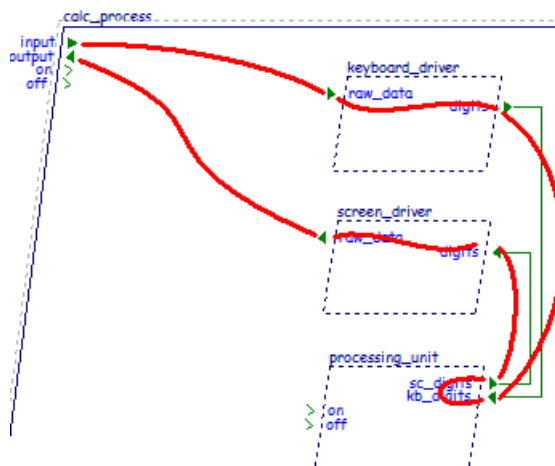 calc_process
input
output
on
off
keyboard_driver
raw_data
digits
screen_driver
raw_data
digits
processing_unit
sc_digits
kb_digits
on
off